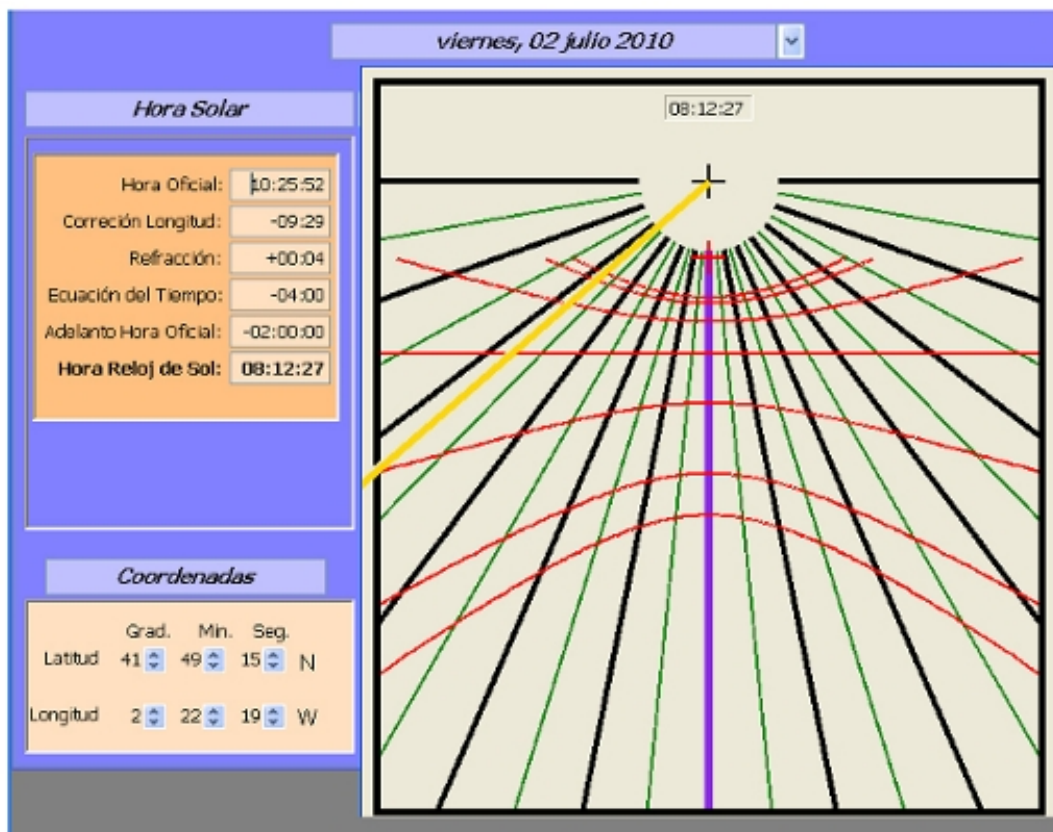 viernes, 02 julio 2010
Hora Solar
08:12:27
Hora Oficial: 10:25:52
Correción Longitud: -09:29
Refracción: +00:04
Ecuación del Tiempo: -04:00
Adelanto Hora Oficial: -02:00:00
Hora Reloj de Sol: 08:12:27
Coordenadas
Grad. Min. Seg.
Latitud 41 49 15 N
Longitud 2 22 19 W